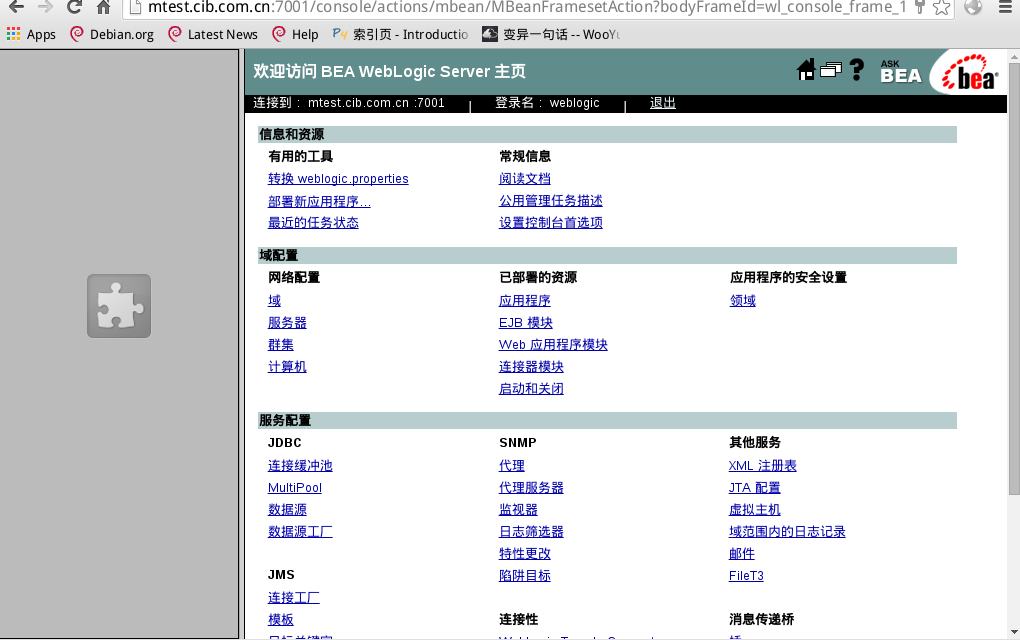 mtest.cib.com.cn:7001/console/actions/mbean/MBeanFramesetAction?bodyFrameId=wl_console_frame_1
Apps Debian.org Latest News Help 索引页 - Introductio 变异一句话 -- WooYu
欢迎访问 BEA WebLogic Server 主页 ASK BEA bea
连接到 : mtest.cib.com.cn :7001 | 登录名 : weblogic | 退出
信息和资源
有用的工具 常规信息
转换 weblogic.properties 阅读文档
部署新应用程序... 公用管理任务描述
最近的任务状态 设置控制台首选项
域配置
网络配置 已部署的资源 应用程序的安全设置
域 应用程序 领域
服务器 EJB 模块
群集 Web 应用程序模块
计算机 连接器模块
启动和关闭
服务配置
JDBC SNMP 其他服务
连接缓冲池 代理 XML 注册表
MultiPool 代理服务器 JTA 配置
数据源 监视器 虚拟主机
数据源工厂 日志筛选器 域范围内的日志记录
特性更改 邮件
JMS 陷阱目标 FileT3
连接工厂
模板 连接性 消息传递桥